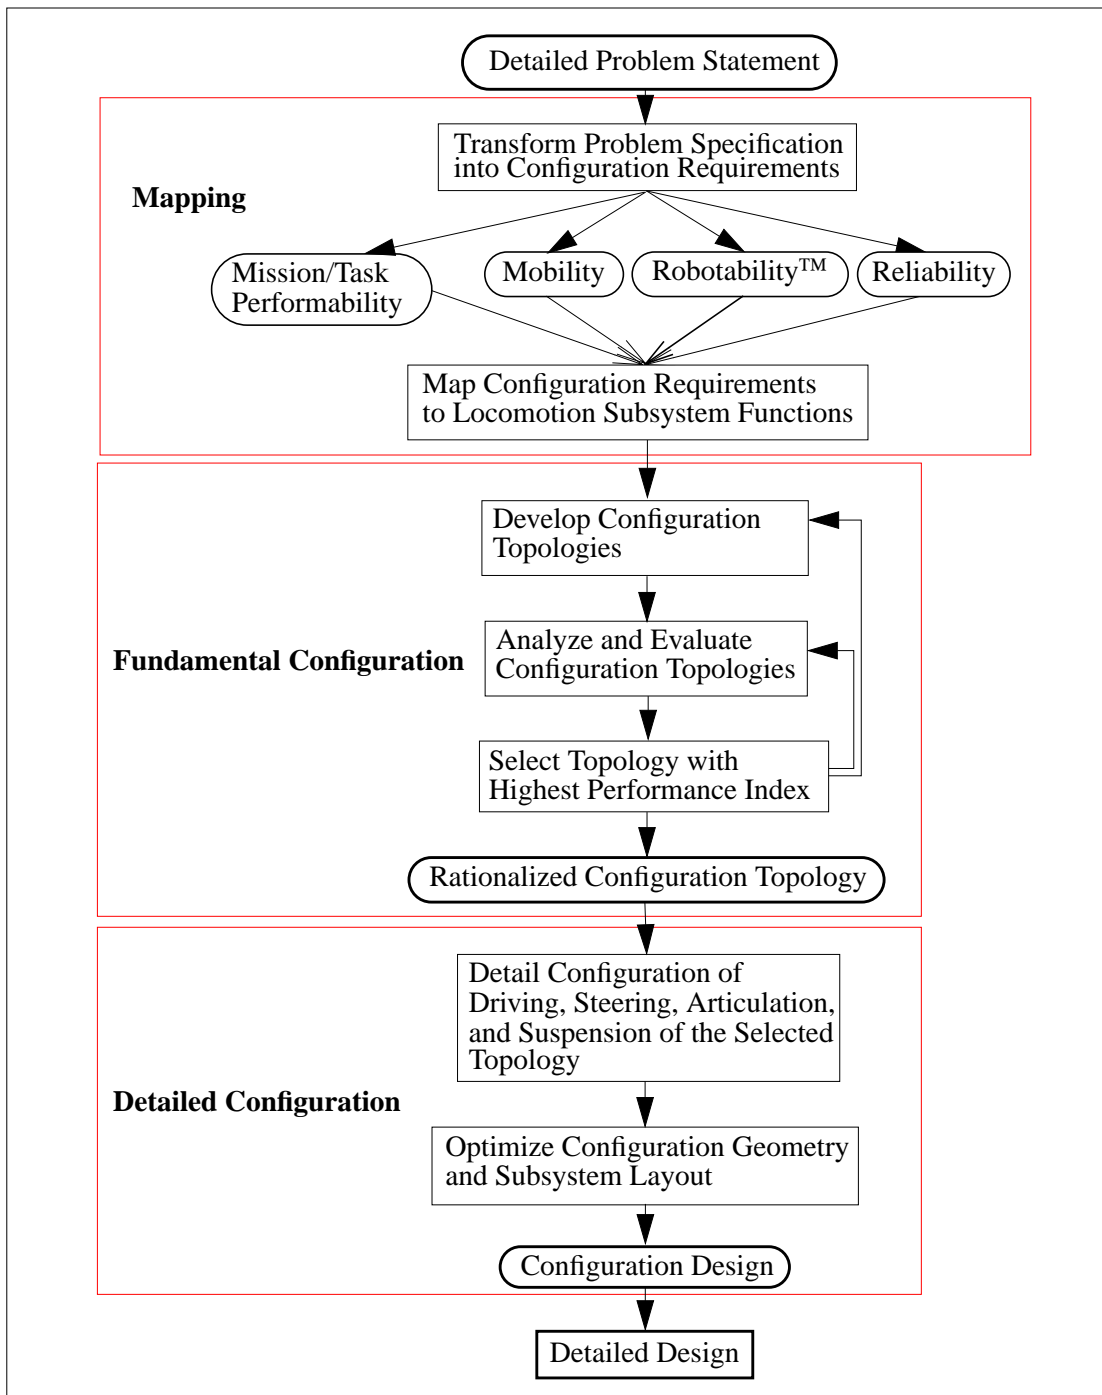 Detailed Problem Statement
Transform Problem Specification
into Configuration Requirements
Mapping
Mission/Task
Performability
Mobility
Robotability™
Reliability
Map Configuration Requirements
to Locomotion Subsystem Functions
Develop Configuration
Topologies
Fundamental Configuration
Analyze and Evaluate
Configuration Topologies
Select Topology with
Highest Performance Index
Rationalized Configuration Topology
Detail Configuration of
Driving, Steering, Articulation,
and Suspension of the Selected
Topology
Detailed Configuration
Optimize Configuration Geometry
and Subsystem Layout
Configuration Design
Detailed Design